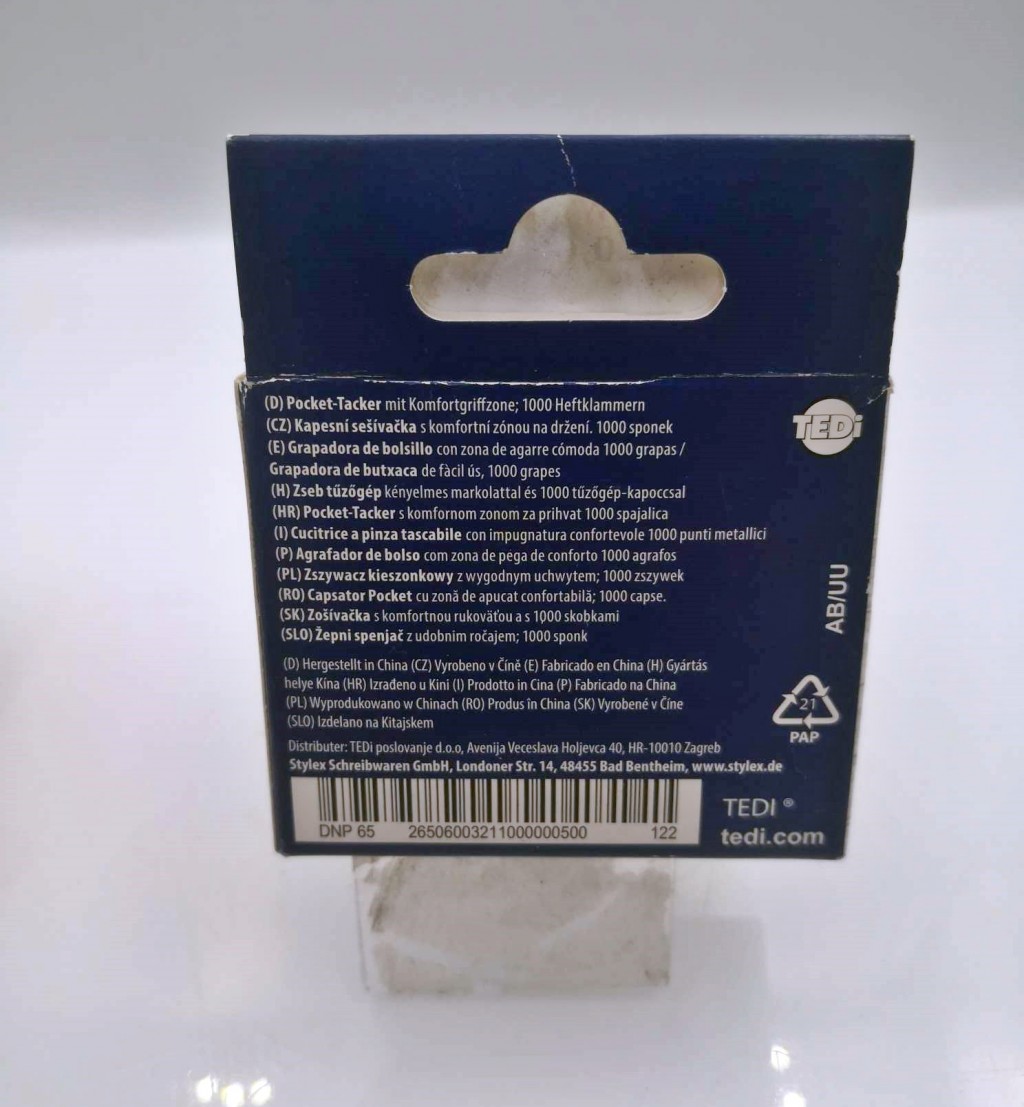 (D) Pocket-Tacker mit Komfortgriffzone; 1000 Heftklammern
(CZ) Kapesní sešívačka s komfortní zónou na držení. 1000 sponek
(E) Grapadora de bolsillo con zona de agarre cómoda 1000 grapas /
Grapadora de butxaca de fàcil ús, 1000 grapes
(H) Zseb tűzőgép kényelmes markolattal és 1000 tűzőgép-kapoccsal
(HR) Pocket-Tacker s komfornom zonom za prihvat 1000 spajalica
(I) Cucitrice a pinza tascabile con impugnatura confortevole 1000 punti metallici
(P) Agrafador de bolso com zona de pega de conforto 1000 agrafos
(PL) Zszywacz kieszonkowy z wygodnym uchwytem; 1000 zszywek
(RO) Capsator Pocket cu zonă de apucat confortabilă; 1000 capse.
(SK) Zošívačka s komfortnou rukoväťou a s 1000 skobkami
(SLO) Žepni spenjač z udobnim ročajem; 1000 sponk
TEDi
AB/UU
(D) Hergestellt in China (CZ) Vyrobeno v Číně (E) Fabricado en China (H) Gyártás
helye Kína (HR) Izrađeno u Kini (I) Prodotto in Cina (P) Fabricado na China
(PL) Wyprodukowano w Chinach (RO) Produs în China (SK) Vyrobené v Číne
(SLO) Izdelano na Kitajskem
21
PAP
Distributer: TEDi poslovanje d.o.o, Avenija Veceslava Holjevca 40, HR-10010 Zagreb
Stylex Schreibwaren GmbH, Londoner Str. 14, 48455 Bad Bentheim, www.stylex.de
DNP 65 26506003211000000500 122
TEDI ®
tedi.com